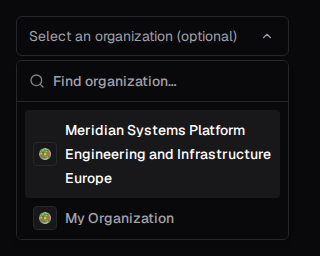 Select an organization (optional)
Find organization...
Meridian Systems Platform
Engineering and Infrastructure
Europe
My Organization